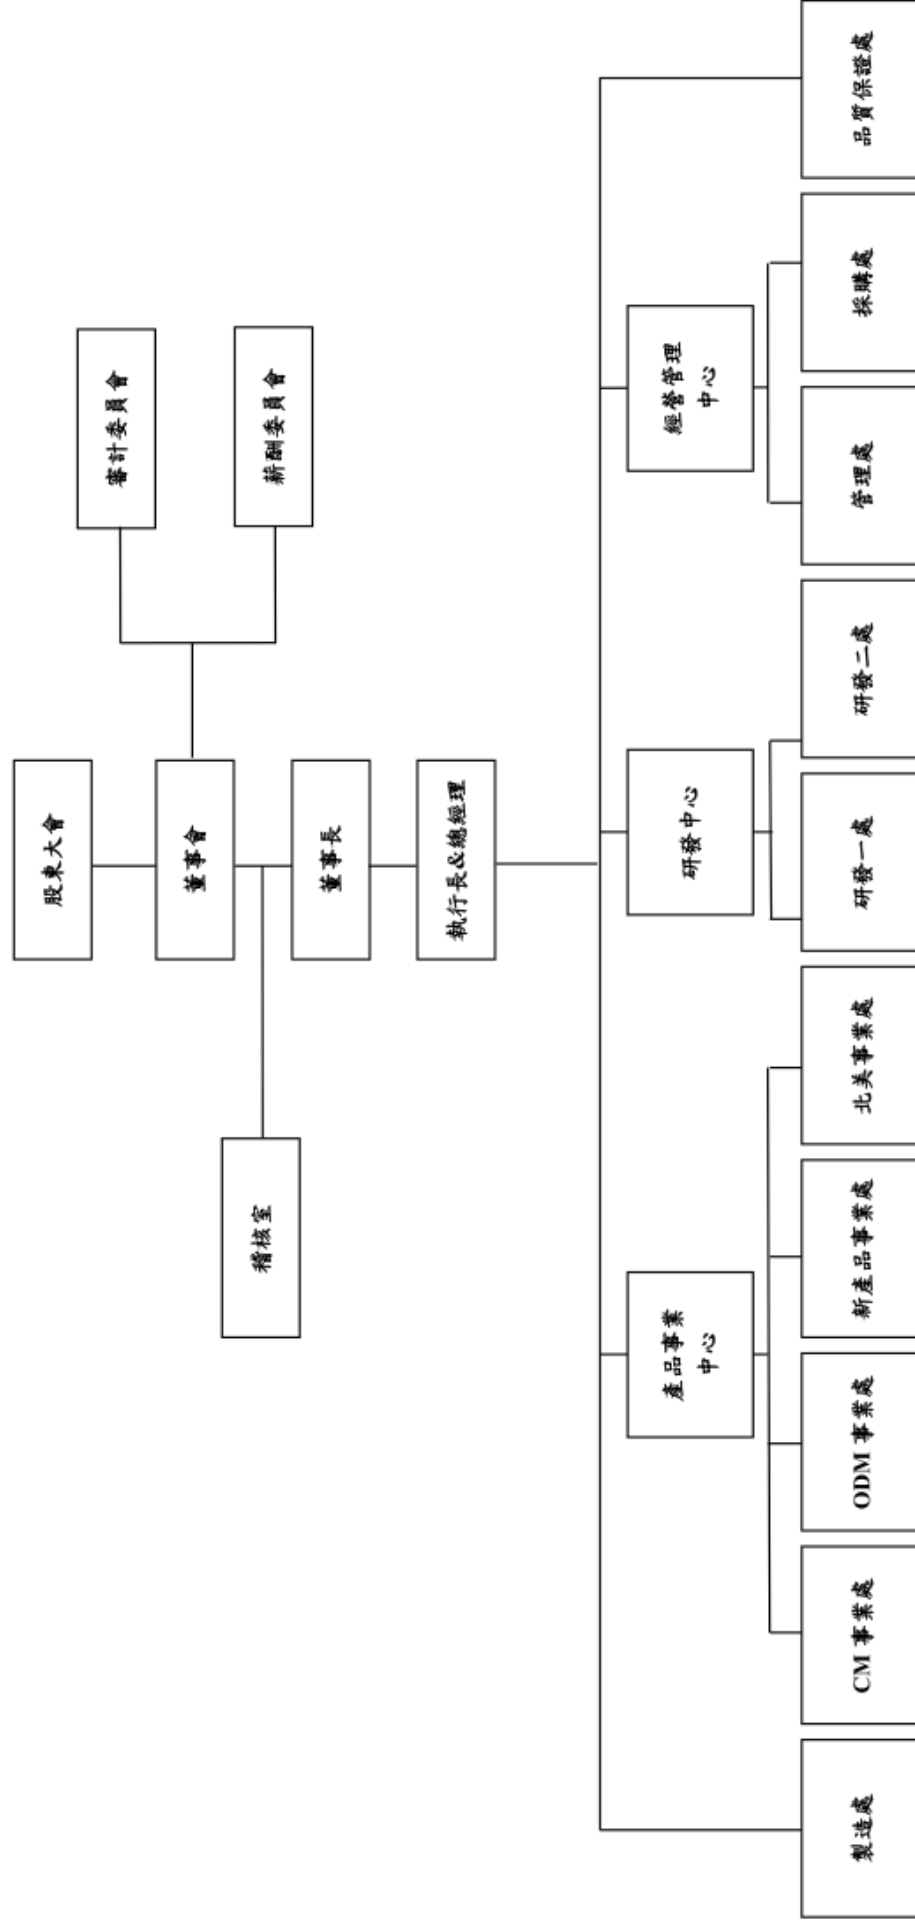 股東大會
董事會
審計委員會
薪酬委員會
稽核室
董事長
執行長&總經理
產品事業
中心
研發中心
經營管理
中心
製造處
CM 事業處
ODM 事業處
新產品事業處
北美事業處
研發一處
研發二處
管理處
採購處
品質保證處